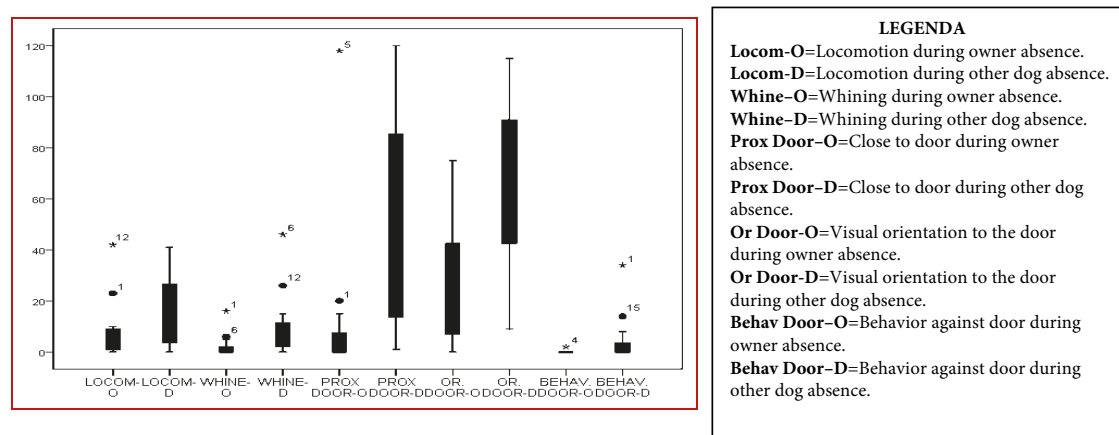 120
100
80
60
40
20
0
*12
1
*1
6
*6
12
*5
1
*4
*1
15
LOCOM-O
LOCOM-D
WHINE-O
WHINE-D
PROX DOOR-O
PROX DOOR-D
OR. DOOR-O
OR. DOOR-D
BEHAV. DOOR-O
BEHAV. DOOR-D
LEGENDA
Locom-O=Locomotion during owner absence.
Locom-D=Locomotion during other dog absence.
Whine–O=Whining during owner absence.
Whine–D=Whining during other dog absence.
Prox Door–O=Close to door during owner
absence.
Prox Door–D=Close to door during other dog
absence.
Or Door-O=Visual orientation to the door
during owner absence.
Or Door-D=Visual orientation to the door
during other dog absence.
Behav Door–O=Behavior against door during
owner absence.
Behav Door–D=Behavior against door during
other dog absence.